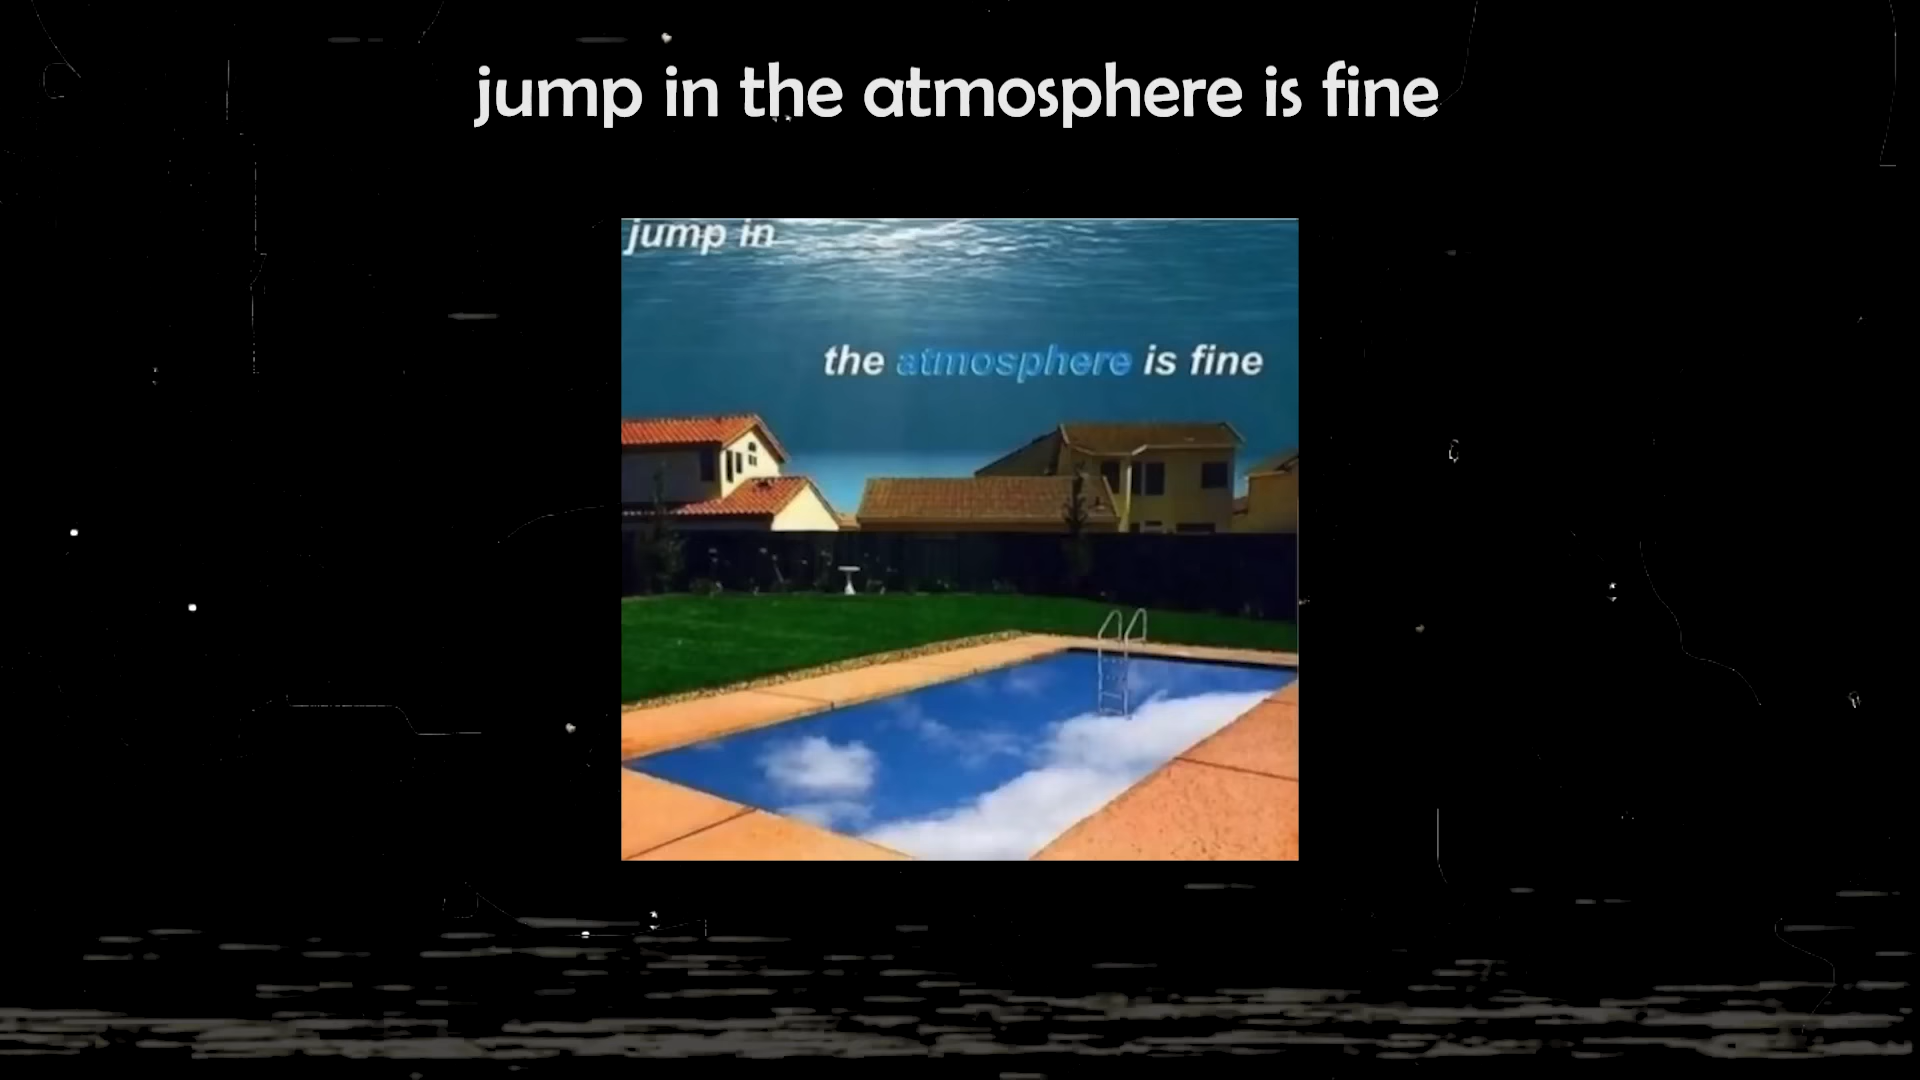 jump in the atmosphere is fine
jump in
the atmosphere is fine